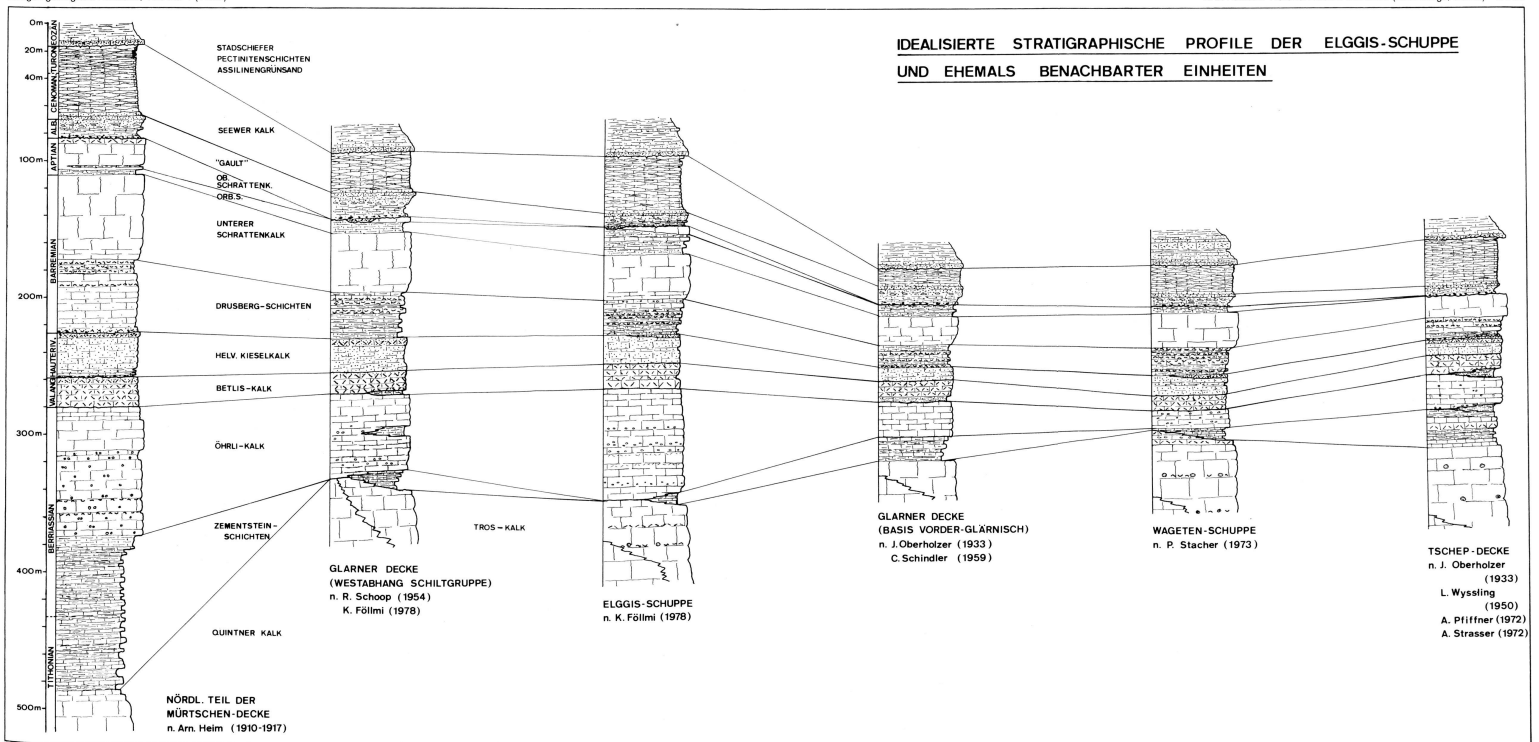 IDEALISIERTE STRATIGRAPHISCHE PROFILE DER ELGGIS-SCHUPPE
UND EHEMALS BENACHBARTER EINHEITEN
0m
20m
40m
100m
200m
300m
400m
500m
EOZÄN
TURON
CENOMAN
ALB.
APTIAN
BARREMIAN
HAUTERIV.
VALANG.
BERRIASSIAN
TITHONIAN
STADSCHIEFER
PECTINITENSCHICHTEN
ASSILINENGRÜNSAND
SEEWER KALK
"GAULT"
OB.
SCHRATTENK.
ORB.S.
UNTERER
SCHRATTENKALK
DRUSBERG-SCHICHTEN
HELV. KIESELKALK
BETLIS-KALK
ÖHRLI-KALK
ZEMENTSTEIN-
SCHICHTEN
QUINTNER KALK
TROS-KALK
NÖRDL. TEIL DER
MÜRTSCHEN-DECKE
n. Arn. Heim (1910-1917)
GLARNER DECKE
(WESTABHANG SCHILTGRUPPE)
n. R. Schoop (1954)
K. Föllmi (1978)
ELGGIS-SCHUPPE
n. K. Föllmi (1978)
GLARNER DECKE
(BASIS VORDER-GLÄRNISCH)
n. J. Oberholzer (1933)
C. Schindler (1959)
WAGETEN-SCHUPPE
n. P. Stacher (1973)
TSCHEP-DECKE
n. J. Oberholzer
(1933)
L. Wyssling
(1950)
A. Pfiffner (1972)
A. Strasser (1972)